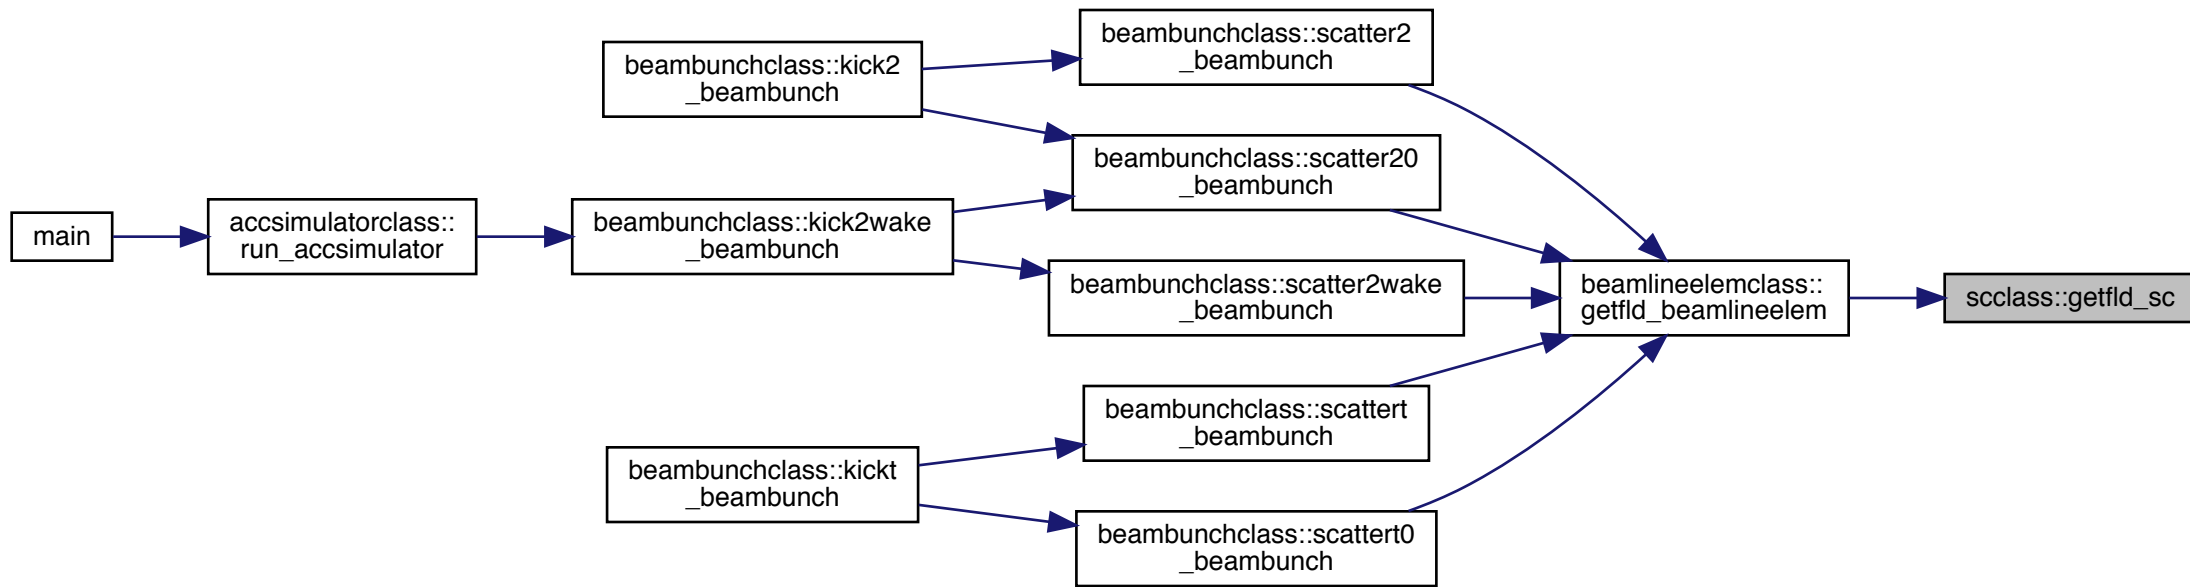 main
accsimulatorclass::
run_accsimulator
beambunchclass::kick2
_beambunch
beambunchclass::kick2wake
_beambunch
beambunchclass::kickt
_beambunch
beambunchclass::scatter2
_beambunch
beambunchclass::scatter20
_beambunch
beambunchclass::scatter2wake
_beambunch
beambunchclass::scattert
_beambunch
beambunchclass::scattert0
_beambunch
beamlineelemclass::
getfld_beamlineelem
scclass::getfld_sc